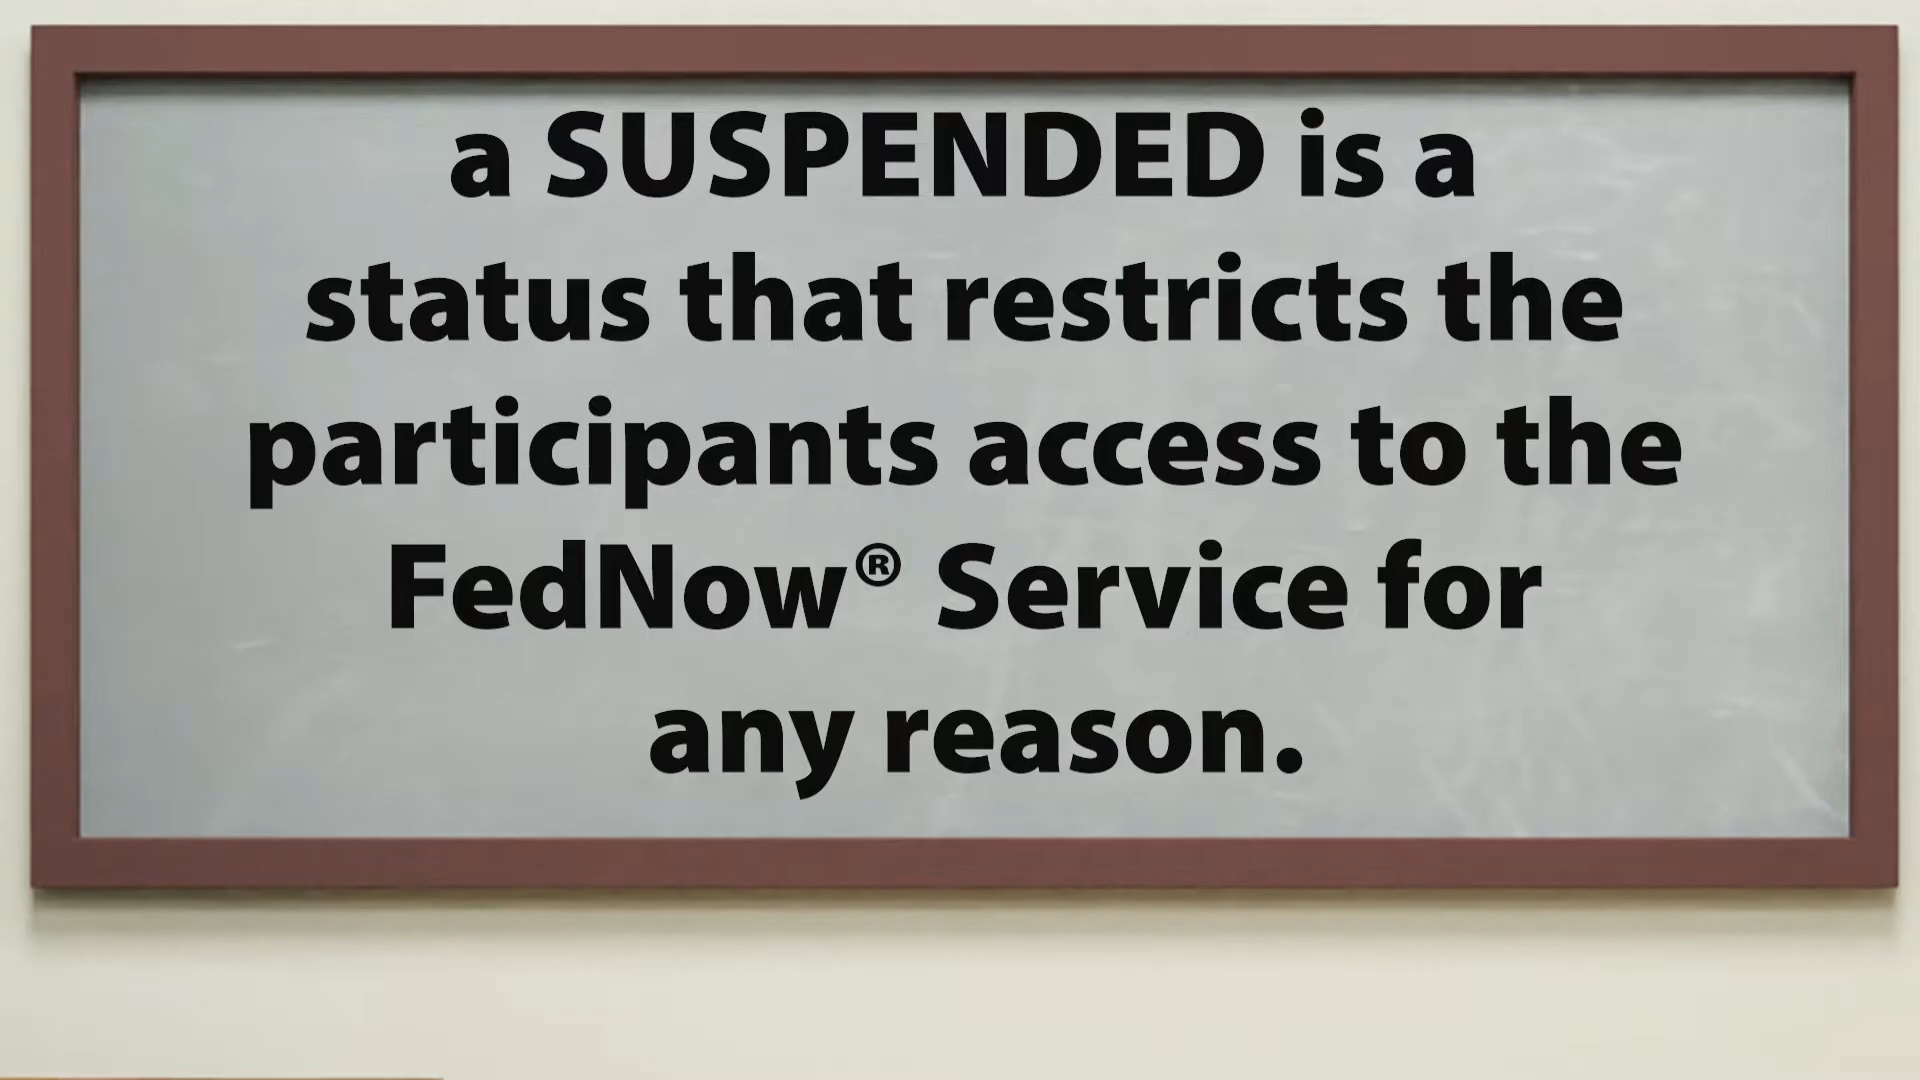 a SUSPENDED is a
status that restricts the
participants access to the
FedNow® Service for
any reason.